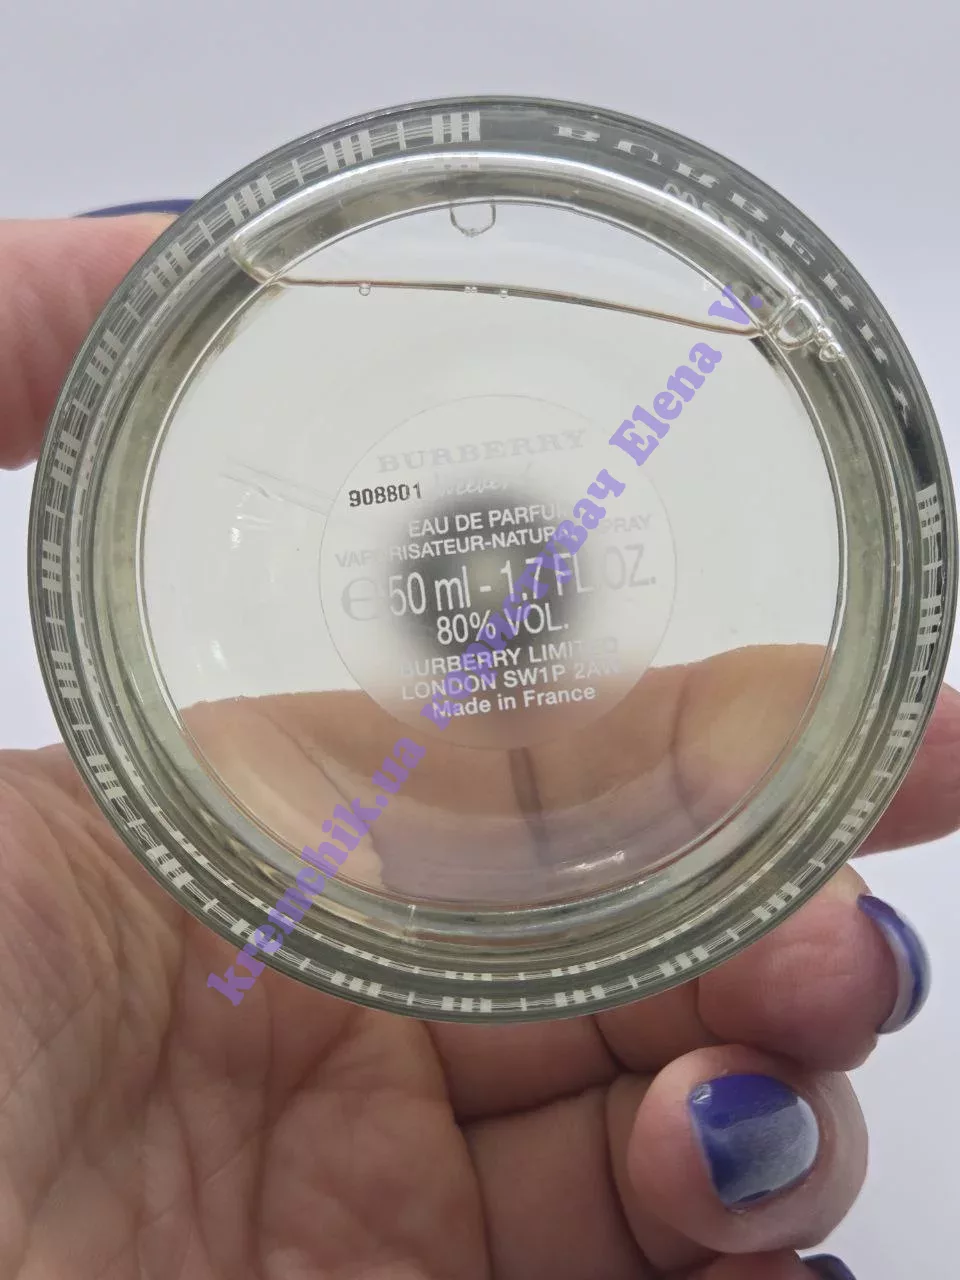 BURBERRY
BURBERRY
908801
EAU DE PARFUM
VAPORISATEUR-NATURAL SPRAY
e 50 ml - 1.7 FL.OZ.
80% VOL.
BURBERRY LIMITED
LONDON SW1P 2AW
Made in France
kremchik.ua Elena V.